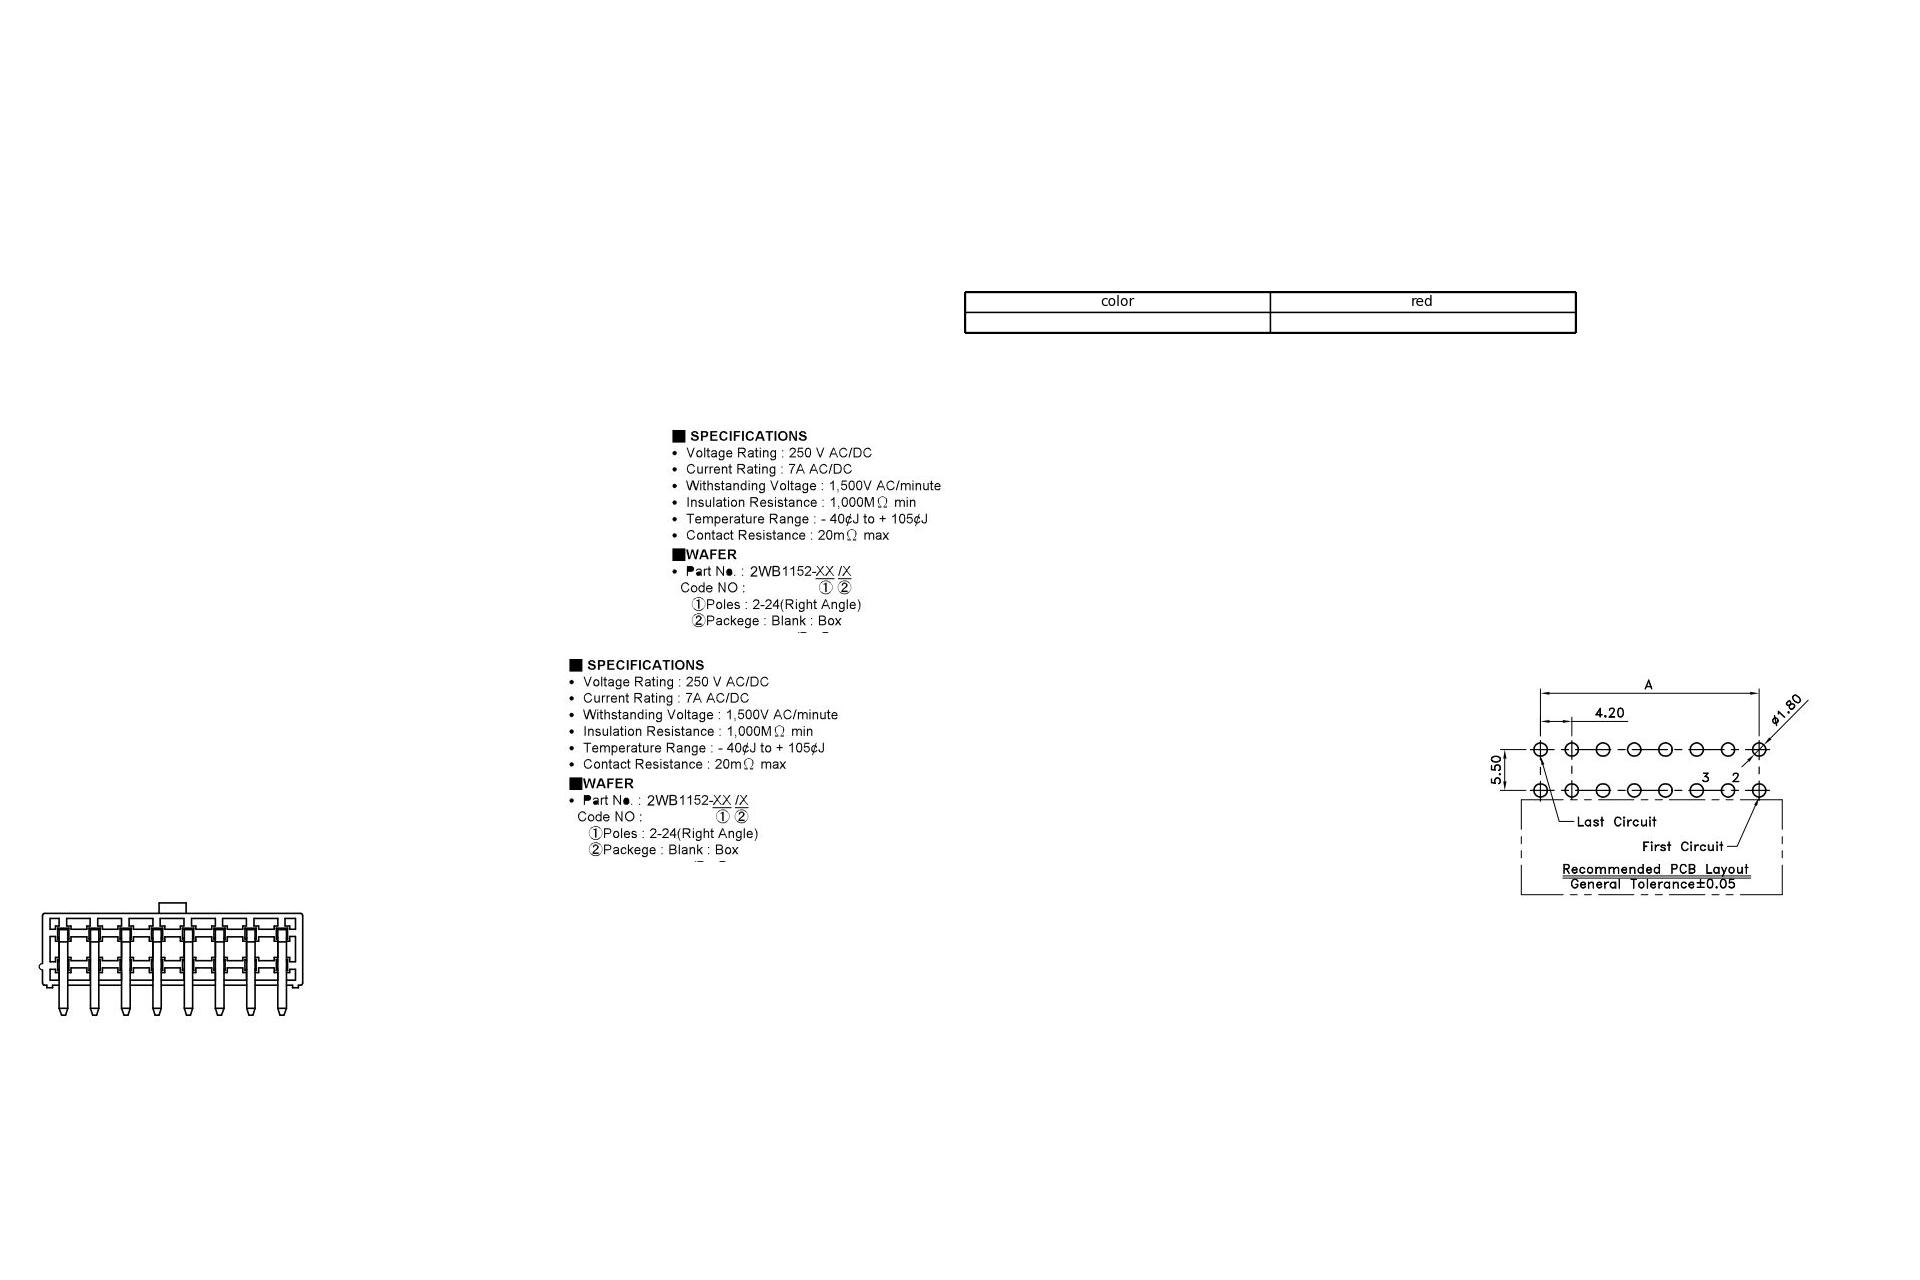 color red
■ SPECIFICATIONS
• Voltage Rating : 250 V AC/DC
• Current Rating : 7A AC/DC
• Withstanding Voltage : 1,500V AC/minute
• Insulation Resistance : 1,000MΩ min
• Temperature Range : - 40¢J to + 105¢J
• Contact Resistance : 20mΩ max
■WAFER
• Part No. : 2WB1152-XX /X
Code NO : ① ②
①Poles : 2-24(Right Angle)
②Packege : Blank : Box
■ SPECIFICATIONS
• Voltage Rating : 250 V AC/DC
• Current Rating : 7A AC/DC
• Withstanding Voltage : 1,500V AC/minute
• Insulation Resistance : 1,000MΩ min
• Temperature Range : - 40¢J to + 105¢J
• Contact Resistance : 20mΩ max
■WAFER
• Part No. : 2WB1152-XX /X
Code NO : ① ②
①Poles : 2-24(Right Angle)
②Packege : Blank : Box
A
4.20
ø1.80
5.50
3 2
Last Circuit
First Circuit
Recommended PCB Layout
General Tolerance±0.05